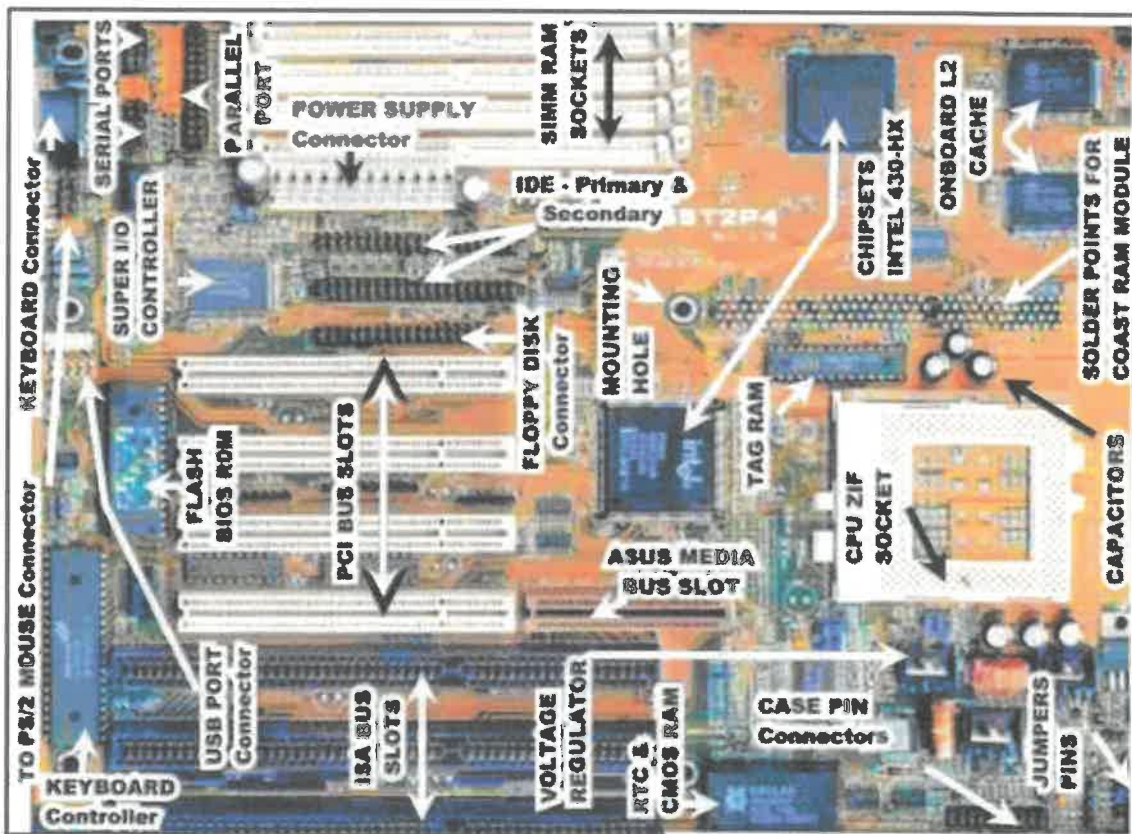 TO PS/2 MOUSE Connector
KEYBOARD Connector
SERIAL PORTS
PARALLEL
PORT
SUPER I/O
CONTROLLER
POWER SUPPLY
Connector
SIMM RAM
SOCKETS
IDE - Primary &
Secondary
CHIPSETS
INTEL 430-HX
ONBOARD L2
CACHE
SOLDER POINTS FOR
COAST RAM MODULE
MOUNTING
HOLE
FLOPPY DISK
Connector
FLASH
BIOS ROM
PCI BUS SLOTS
TAG RAM
CPU ZIF
SOCKET
CAPACITORS
ASUS MEDIA
BUS SLOT
USB PORT
Connector
KEYBOARD
Controller
ISA BUS
SLOTS
VOLTAGE
REGULATOR
RTC &
CMOS RAM
CASE PIN
Connectors
JUMPERS
PINS